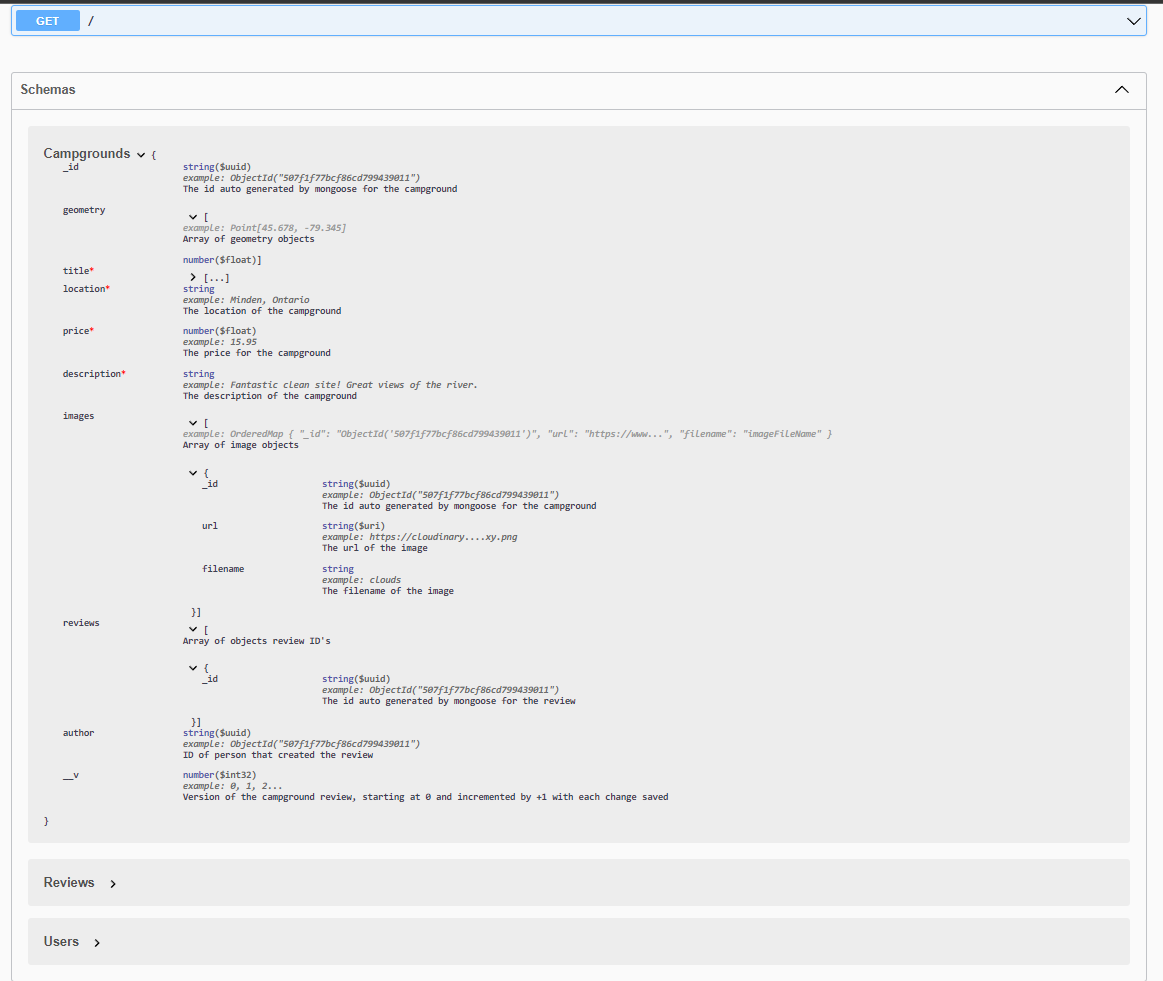 GET /
Schemas
Campgrounds {
_id string($uuid)
example: ObjectId("507f1f77bcf86cd799439011")
The id auto generated by mongoose for the campground
geometry [
example: Point[45.678, -79.345]
Array of geometry objects
number($float)]
title* [...]
location* string
example: Minden, Ontario
The location of the campground
price* number($float)
example: 15.95
The price for the campground
description* string
example: Fantastic clean site! Great views of the river.
The description of the campground
images [
example: OrderedMap { "_id": "ObjectId('507f1f77bcf86cd799439011')", "url": "https://www...", "filename": "imageFileName" }
Array of image objects
{
_id string($uuid)
example: ObjectId("507f1f77bcf86cd799439011")
The id auto generated by mongoose for the campground
url string($uri)
example: https://cloudinary....xy.png
The url of the image
filename string
example: clouds
The filename of the image
}]
reviews [
Array of objects review ID's
{
_id string($uuid)
example: ObjectId("507f1f77bcf86cd799439011")
The id auto generated by mongoose for the review
}]
author string($uuid)
example: ObjectId("507f1f77bcf86cd799439011")
ID of person that created the review
__v number($int32)
example: 0, 1, 2...
Version of the campground review, starting at 0 and incremented by +1 with each change saved
}
Reviews
Users